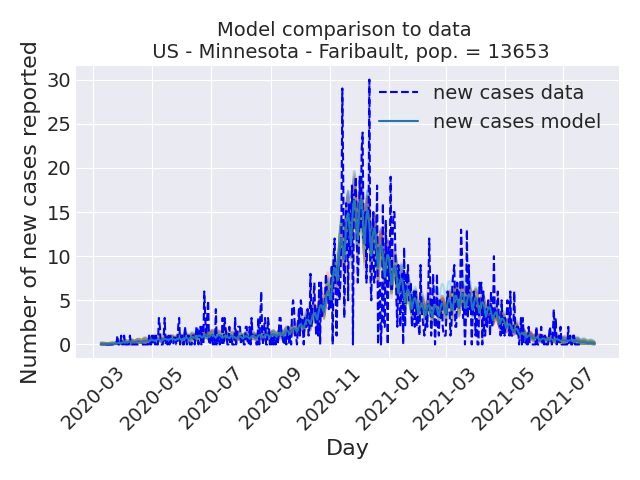 Model comparison to data
US - Minnesota - Faribault, pop. = 13653
Number of new cases reported
30
25
20
15
10
5
0
new cases data
new cases model
2020-03
2020-05
2020-07
2020-09
2020-11
2021-01
2021-03
2021-05
2021-07
Day